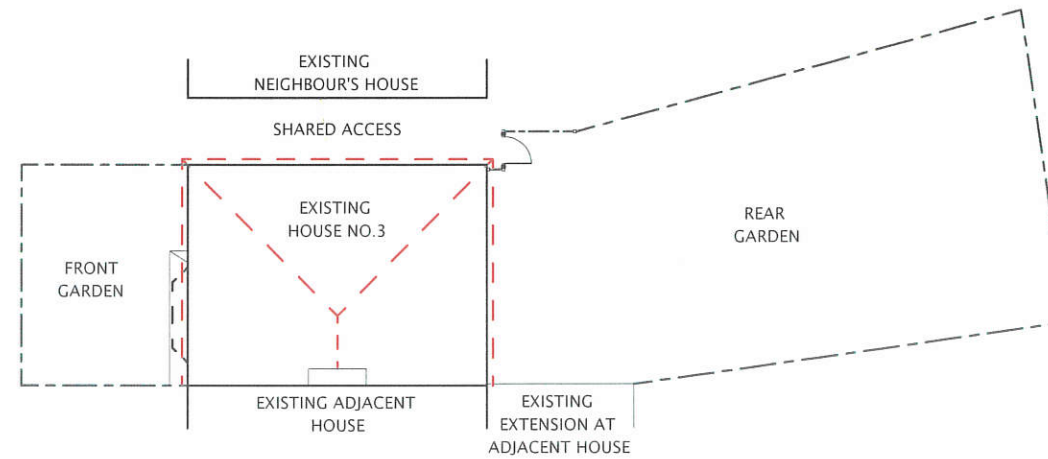 EXISTING
NEIGHBOUR'S HOUSE
SHARED ACCESS
EXISTING
HOUSE NO.3
FRONT
GARDEN
REAR
GARDEN
EXISTING ADJACENT
HOUSE
EXISTING
EXTENSION AT
ADJACENT HOUSE